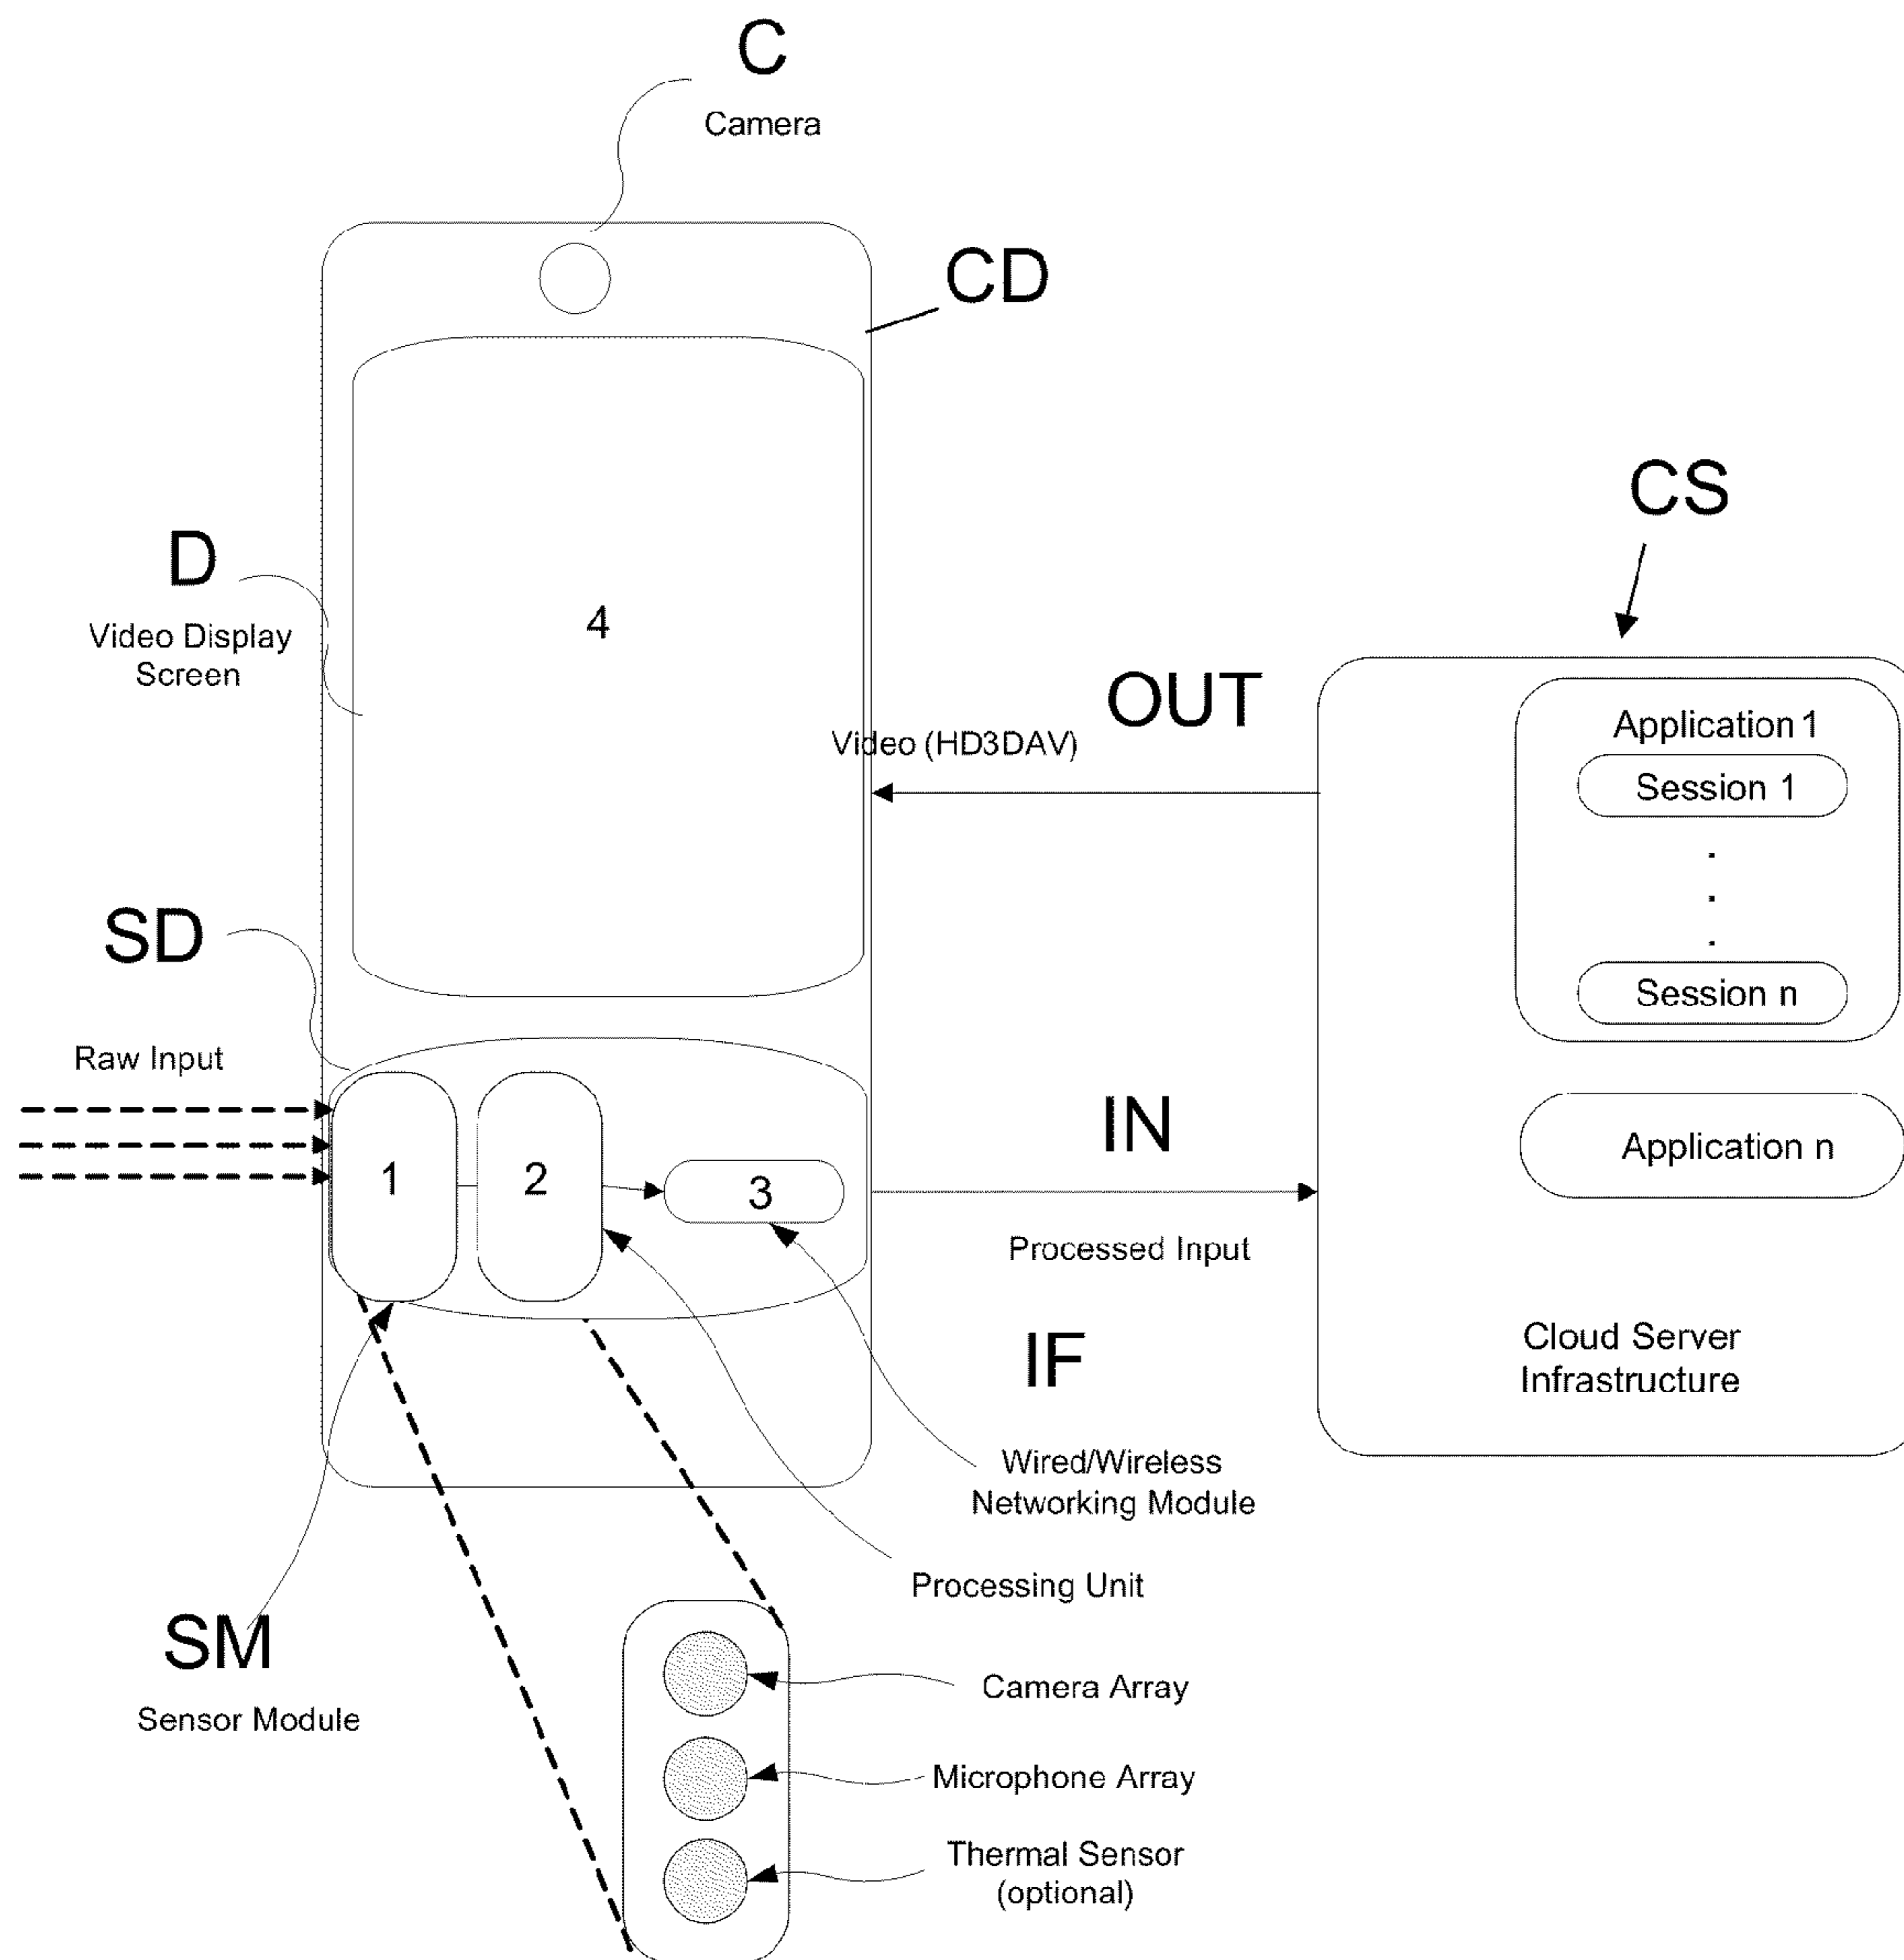 C
Camera
CD
D
Video Display
Screen
4
CS
OUT
Video (HD3DAV)
Application 1
Session 1
.
.
.
Session n
SD
Raw Input
1
2
3
IN
Processed Input
Application n
IF
Wired/Wireless
Networking Module
Cloud Server
Infrastructure
Processing Unit
SM
Sensor Module
Camera Array
Microphone Array
Thermal Sensor
(optional)